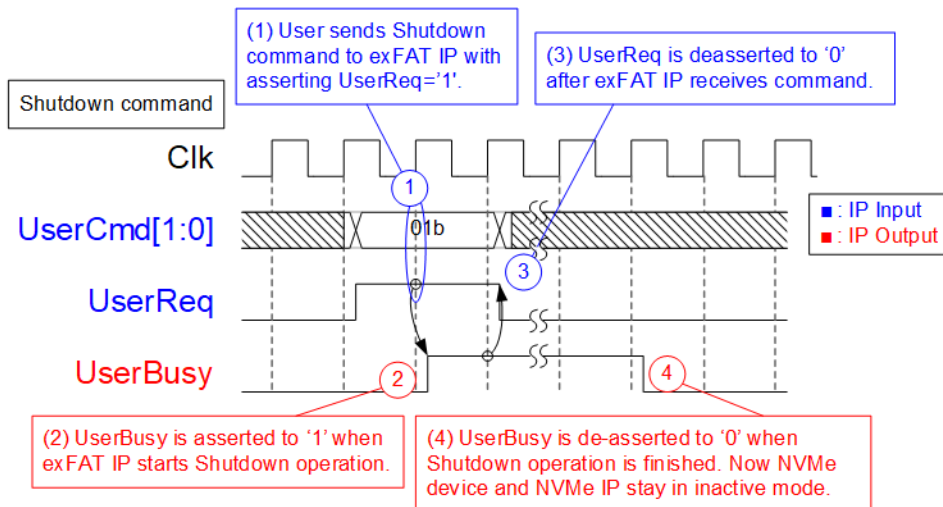 (1) User sends Shutdown
command to exFAT IP with
asserting UserReq='1'.
(3) UserReq is deasserted to ‘0’
after exFAT IP receives command.
Shutdown command
Clk
1
UserCmd[1:0]
01b
■ : IP Input
■ : IP Output
3
UserReq
UserBusy
2
4
(2) UserBusy is asserted to ‘1’ when
exFAT IP starts Shutdown operation.
(4) UserBusy is de-asserted to ‘0’ when
Shutdown operation is finished. Now NVMe
device and NVMe IP stay in inactive mode.